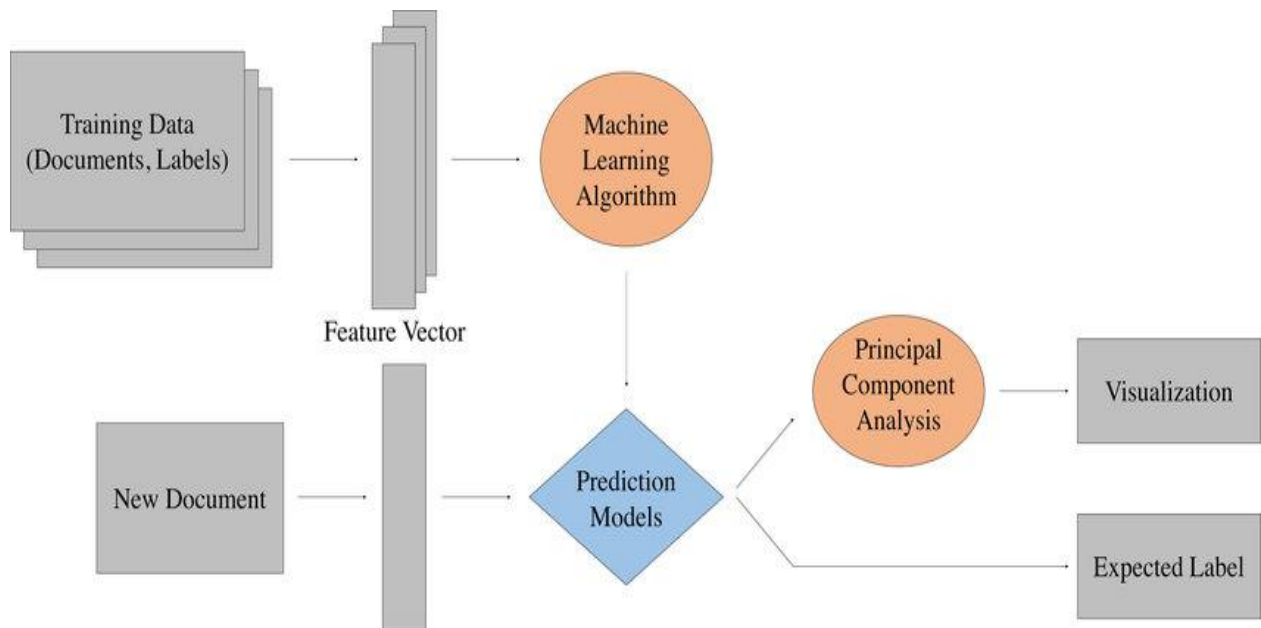 Training Data
(Documents, Labels)
Machine
Learning
Algorithm
Feature Vector
Principal
Component
Analysis
Visualization
New Document
Prediction
Models
Expected Label